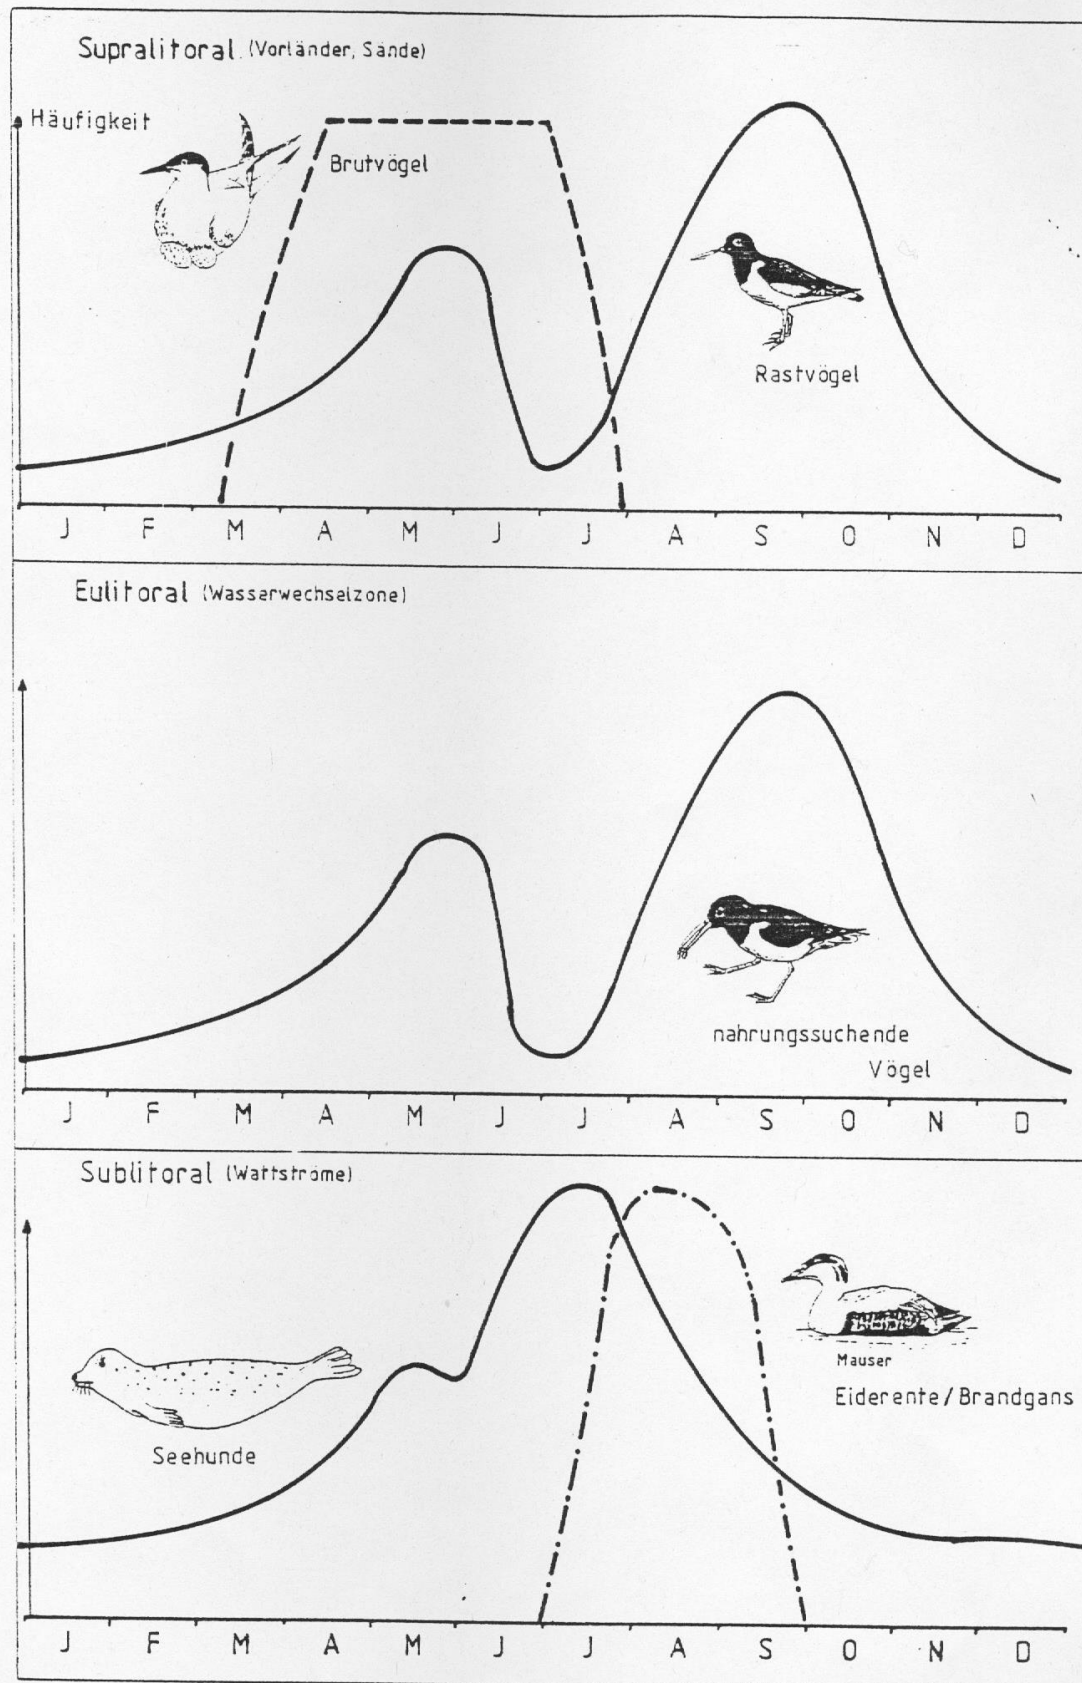 Supralitoral (Vorländer, Sände)
Häufigkeit
Brutvögel
Rastvögel
J F M A M J J A S O N D
Eulitoral (Wasserwechselzone)
nahrungssuchende
Vögel
J F M A M J J A S O N D
Sublitoral (Wattströme)
Mauser
Eiderente/Brandgans
Seehunde
J F M A M J J A S O N D